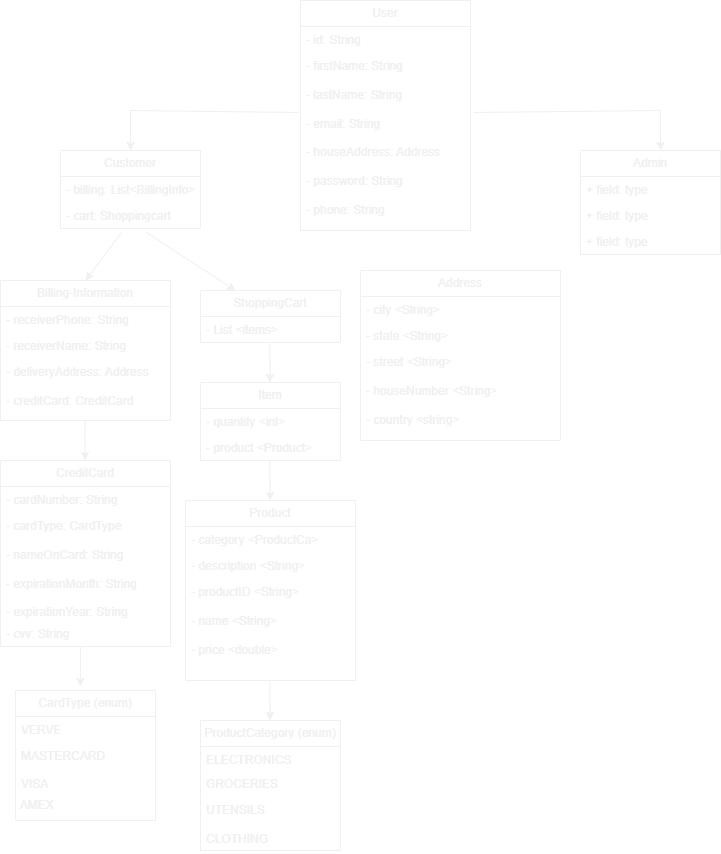 User
- id: String
- firstName: String
- lastName: String
- email: String
- houseAddress: Address
- password: String
- phone: String
Customer
- billing: List<BillingInfo>
- cart: Shoppingcart
Admin
+ field: type
+ field: type
+ field: type
Billing-Information
- receiverPhone: String
- receiverName: String
- deliveryAddress: Address
- creditCard: CreditCard
ShoppingCart
- List <items>
Address
- city <String>
- state <String>
- street <String>
- houseNumber <String>
- country <string>
Item
- quantity <int>
- product <Product>
CreditCard
- cardNumber: String
- cardType: CardType
- nameOnCard: String
- expirationMonth: String
- expirationYear: String
- cvv: String
Product
- category <ProductCa>
- description <String>
- productID <String>
- name <String>
- price <double>
CardType (enum)
VERVE
MASTERCARD
VISA
AMEX
ProductCategory (enum)
ELECTRONICS
GROCERIES
UTENSILS
CLOTHING